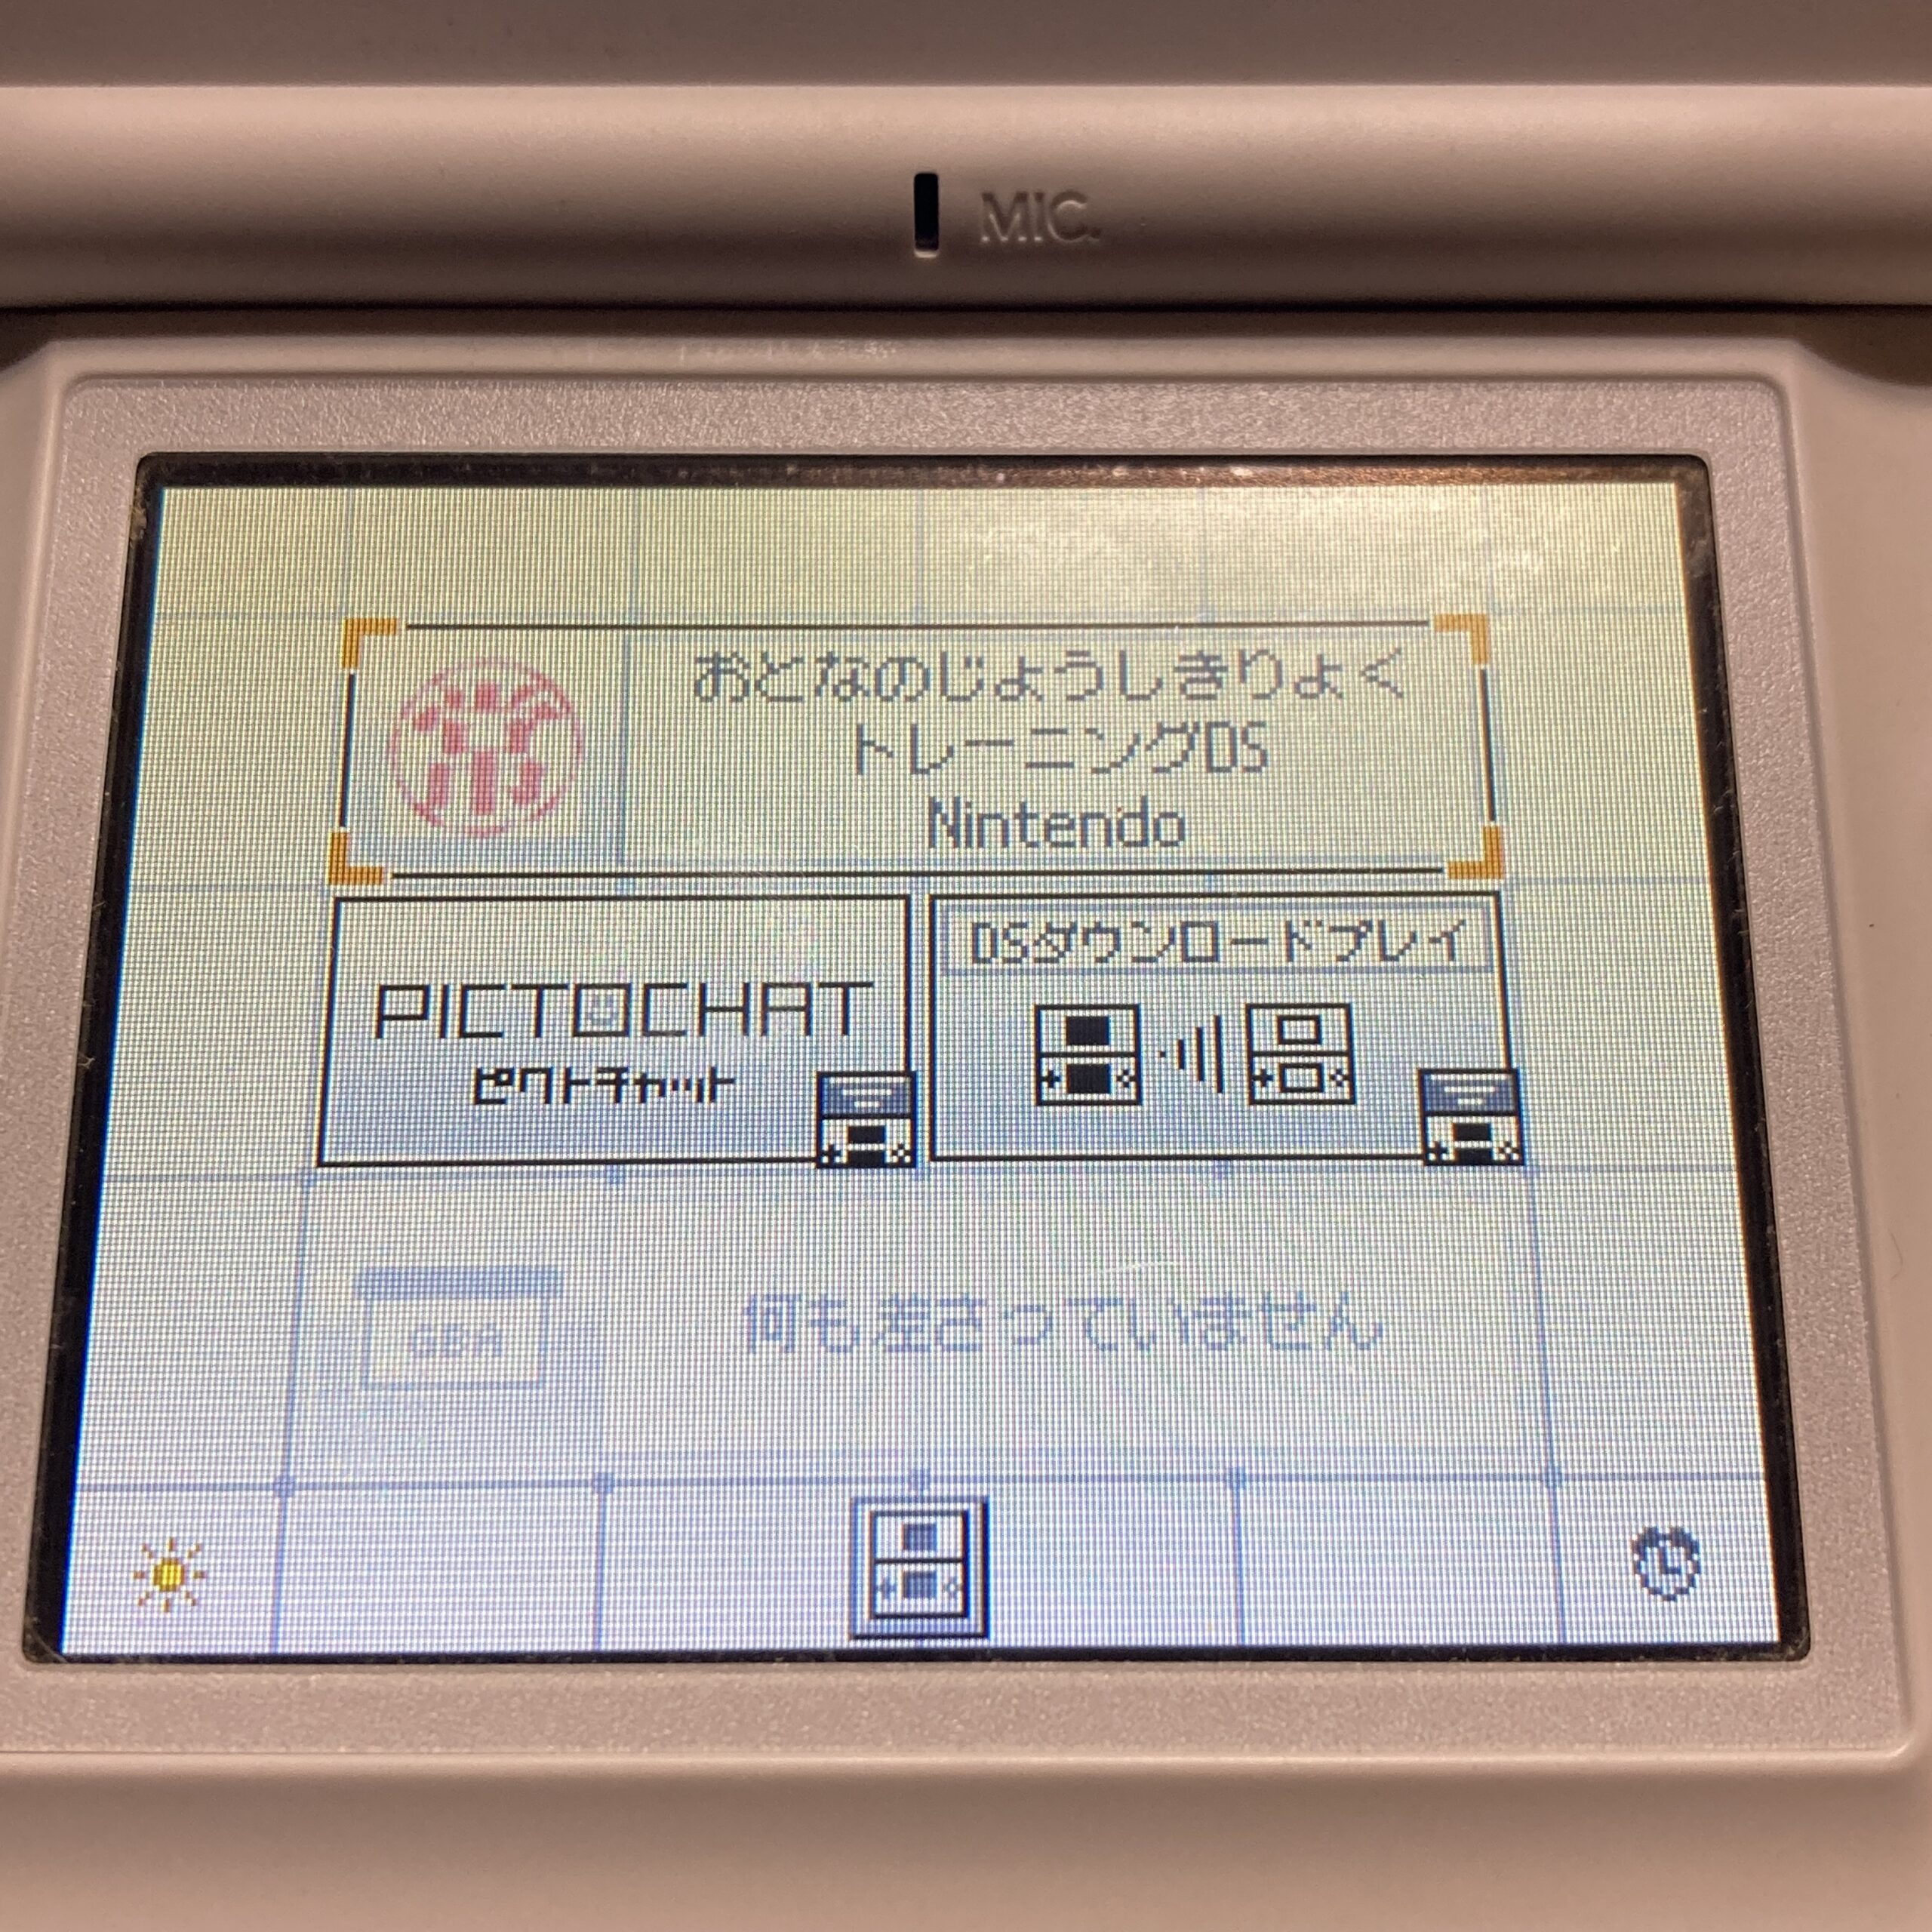 MIC.
おとなのじょうしきりょく
トレーニングDS
Nintendo
PICTOCHAT
ピクトチャット
DSダウンロードプレイ
GBA
何も差さっていません